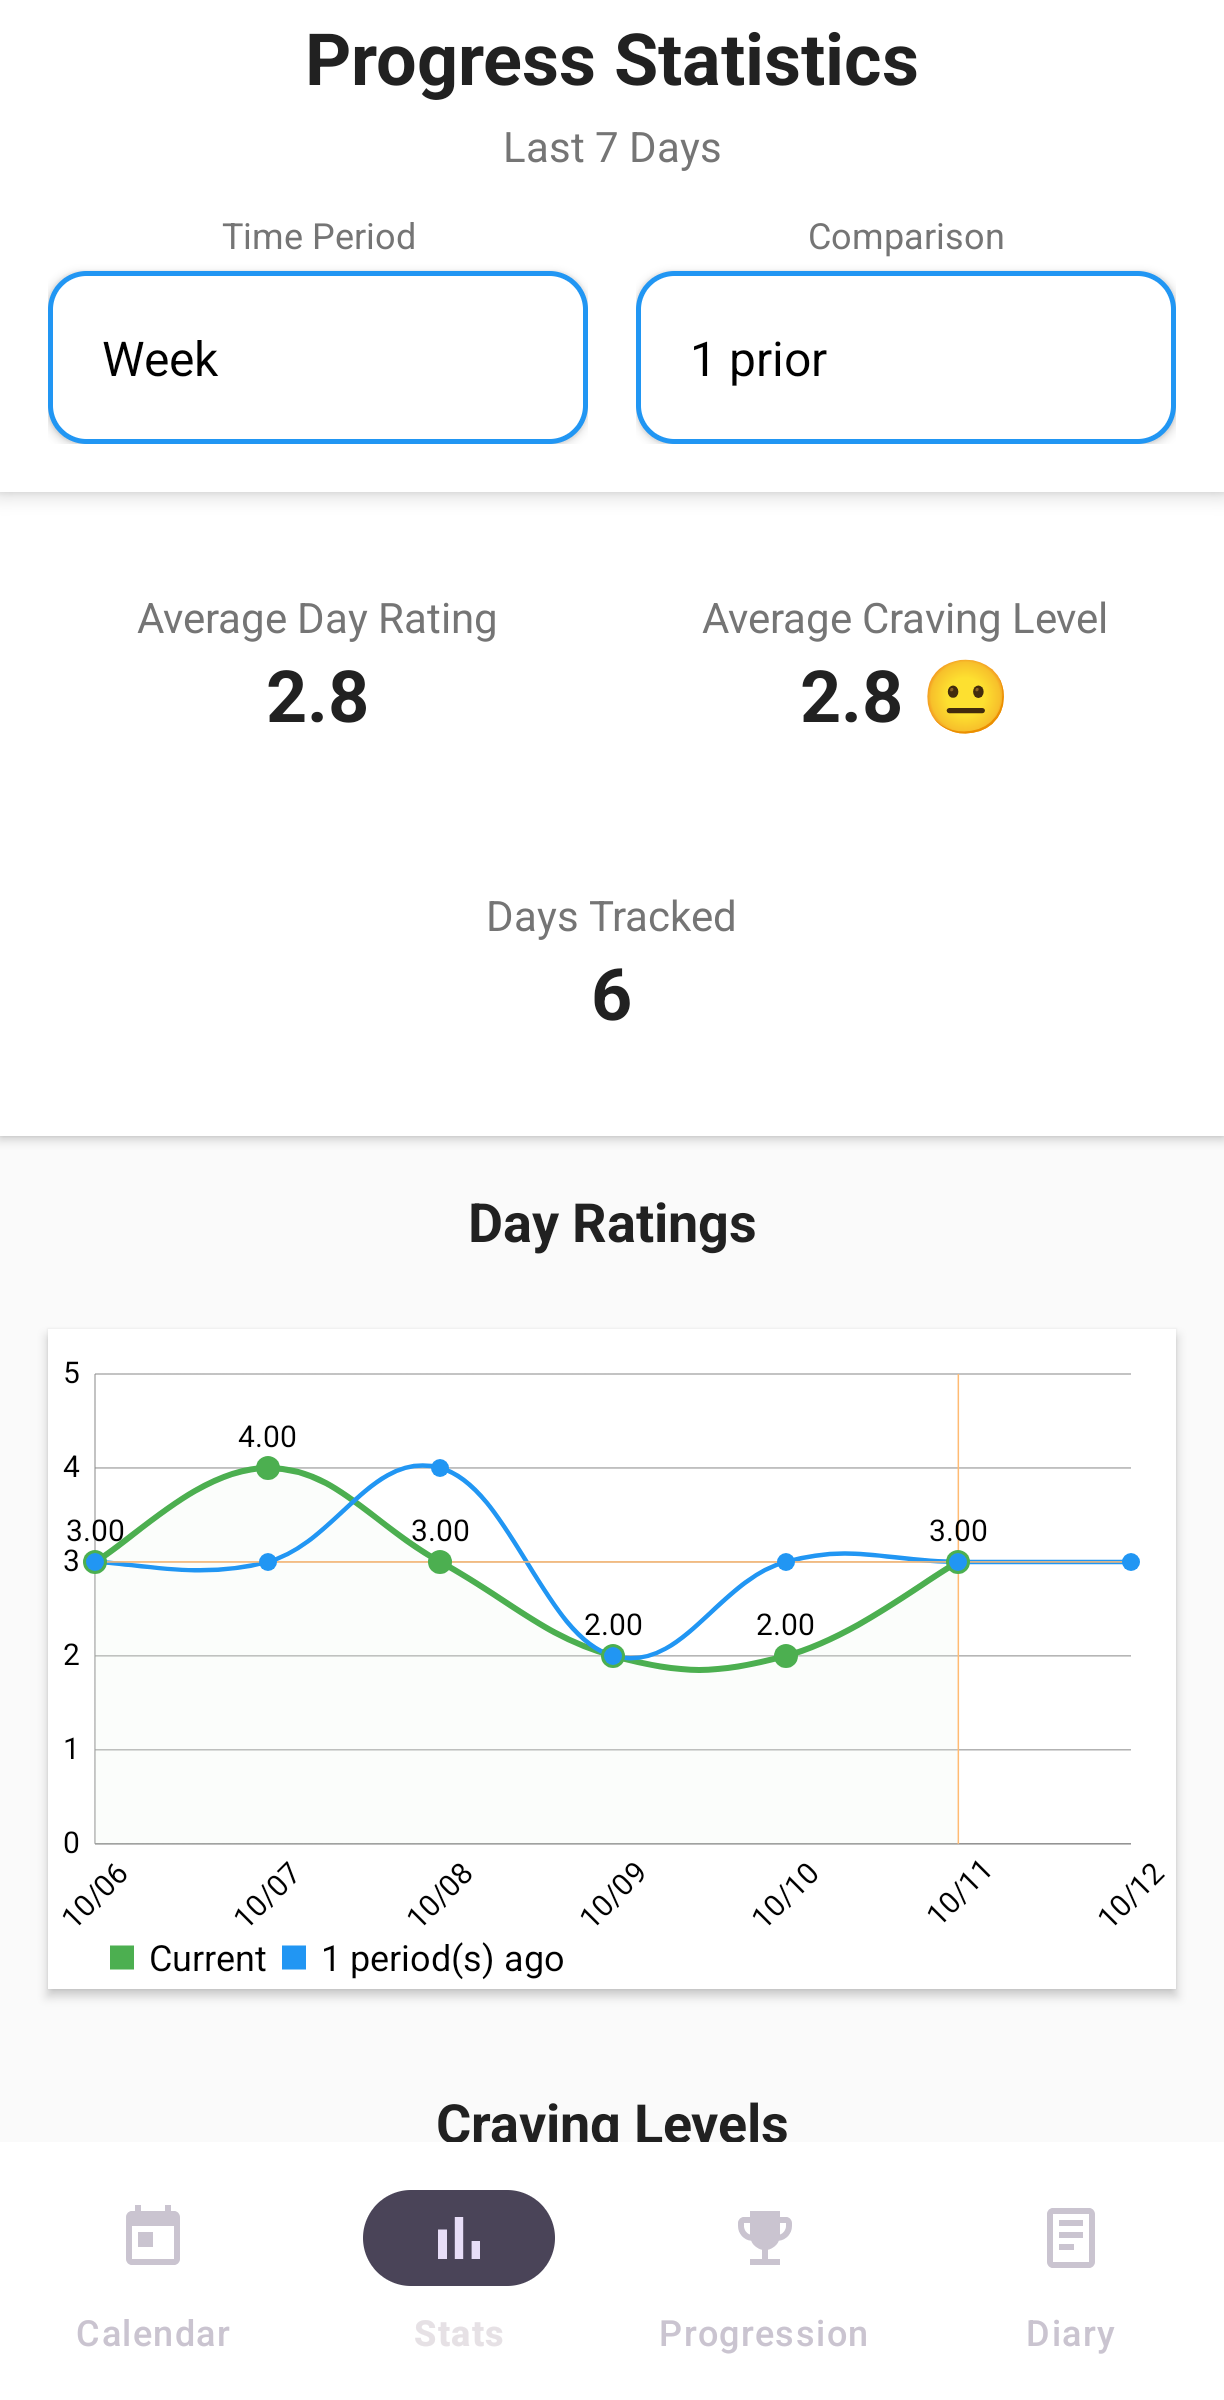 Progress Statistics
Last 7 Days
Time Period
Comparison
Week
1 prior
Average Day Rating
Average Craving Level
2.8
2.8 😐
Days Tracked
6
Day Ratings
5
4
3
2
1
0
3.00
4.00
3.00
2.00
2.00
3.00
10/06
10/07
10/08
10/09
10/10
10/11
10/12
Current
1 period(s) ago
Craving Levels
Calendar
Stats
Progression
Diary